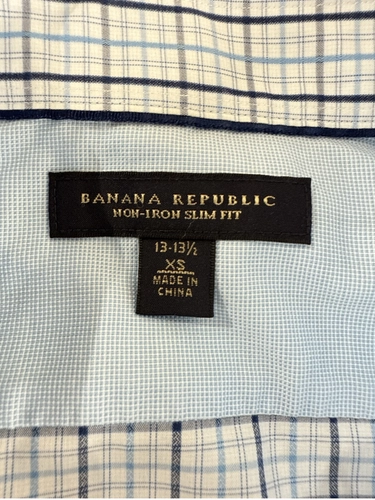 BANANA REPUBLIC
NON-IRON SLIM FIT
13-13½
XS
MADE IN
CHINA